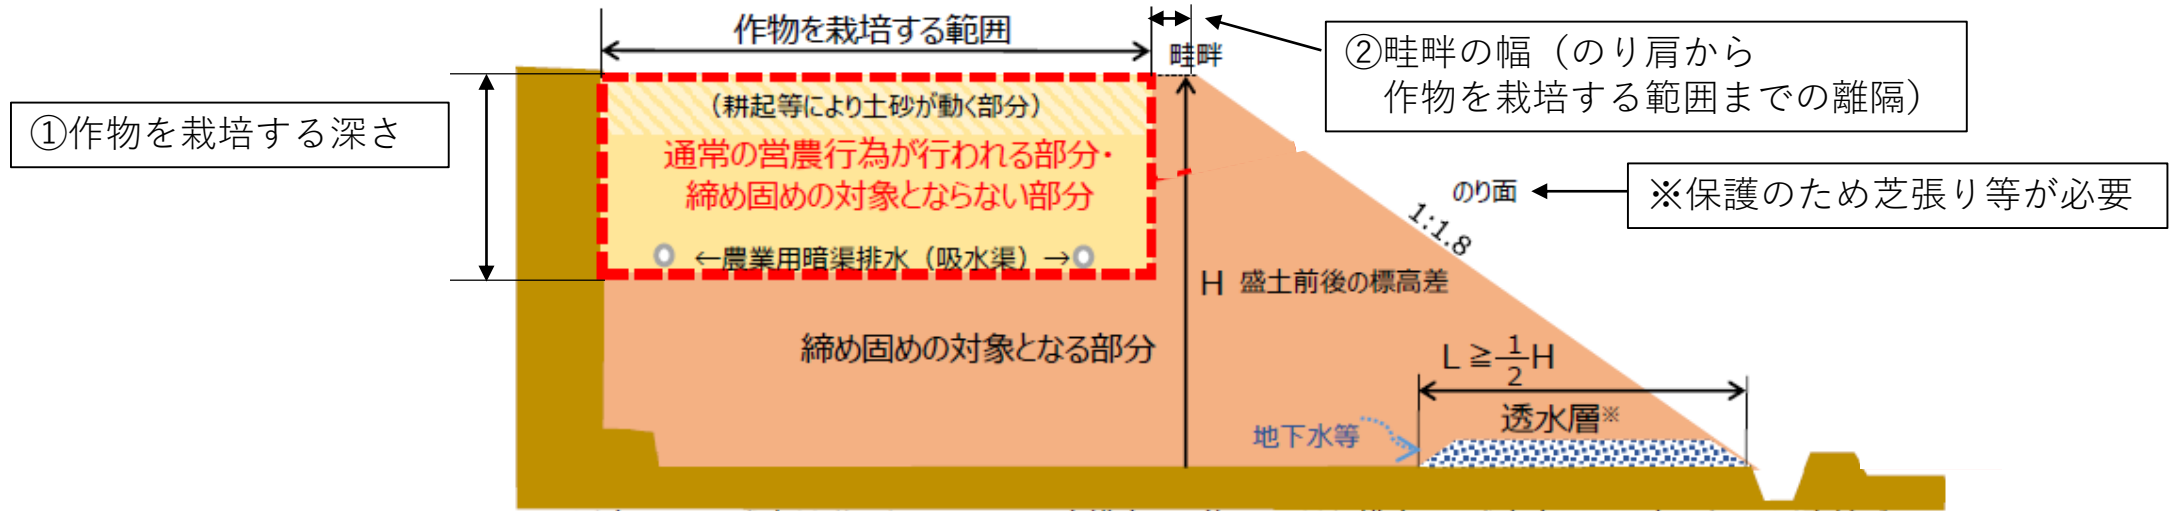 作物を栽培する範囲
畦畔
②畦畔の幅（のり肩から
作物を栽培する範囲までの離隔）
①作物を栽培する深さ
（耕起等により土砂が動く部分）
通常の営農行為が行われる部分・
締め固めの対象とならない部分
←農業用暗渠排水（吸水渠）→
のり面
※保護のため芝張り等が必要
1:1.8
H 盛土前後の標高差
締め固めの対象となる部分
L ≧ 1/2 H
透水層※
地下水等